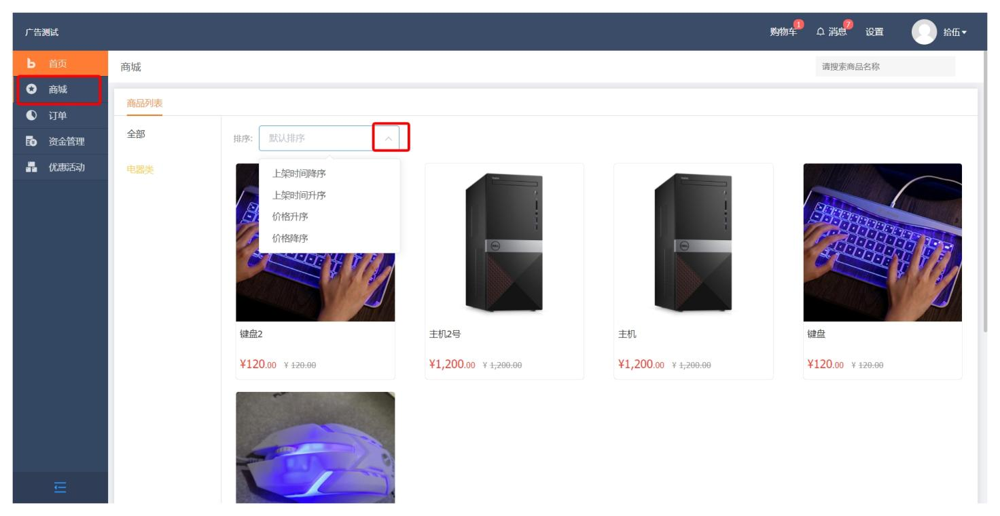 广告测试
购物车 1
消息 7
设置
拾伍
首页
商城
订单
资金管理
优惠活动
商城
请搜索商品名称
商品列表
全部
电器类
排序: 默认排序
上架时间降序
上架时间升序
价格升序
价格降序
键盘2
¥120.00 ¥ 120.00
主机2号
¥1,200.00 ¥ 1,200.00
主机
¥1,200.00 ¥ 1,200.00
键盘
¥120.00 ¥ 120.00